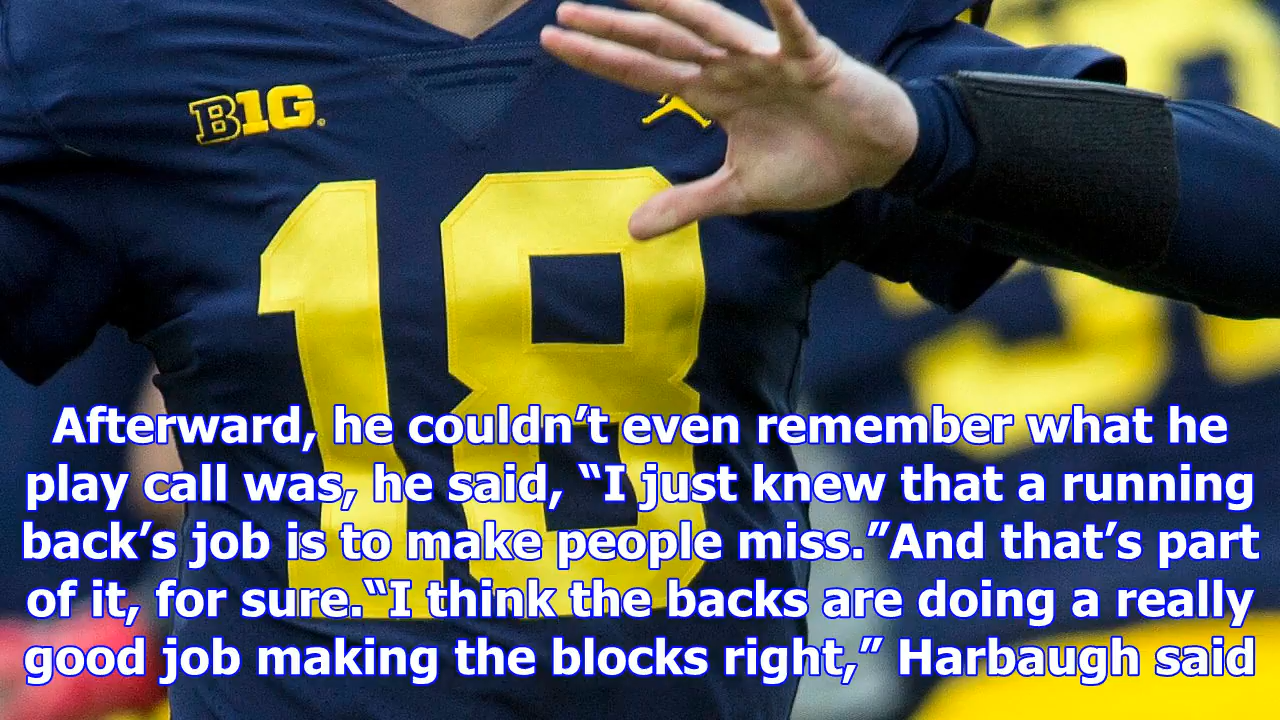 B1G
18
Afterward, he couldn’t even remember what he
play call was, he said, “I just knew that a running
back’s job is to make people miss.”And that’s part
of it, for sure.“I think the backs are doing a really
good job making the blocks right,” Harbaugh said